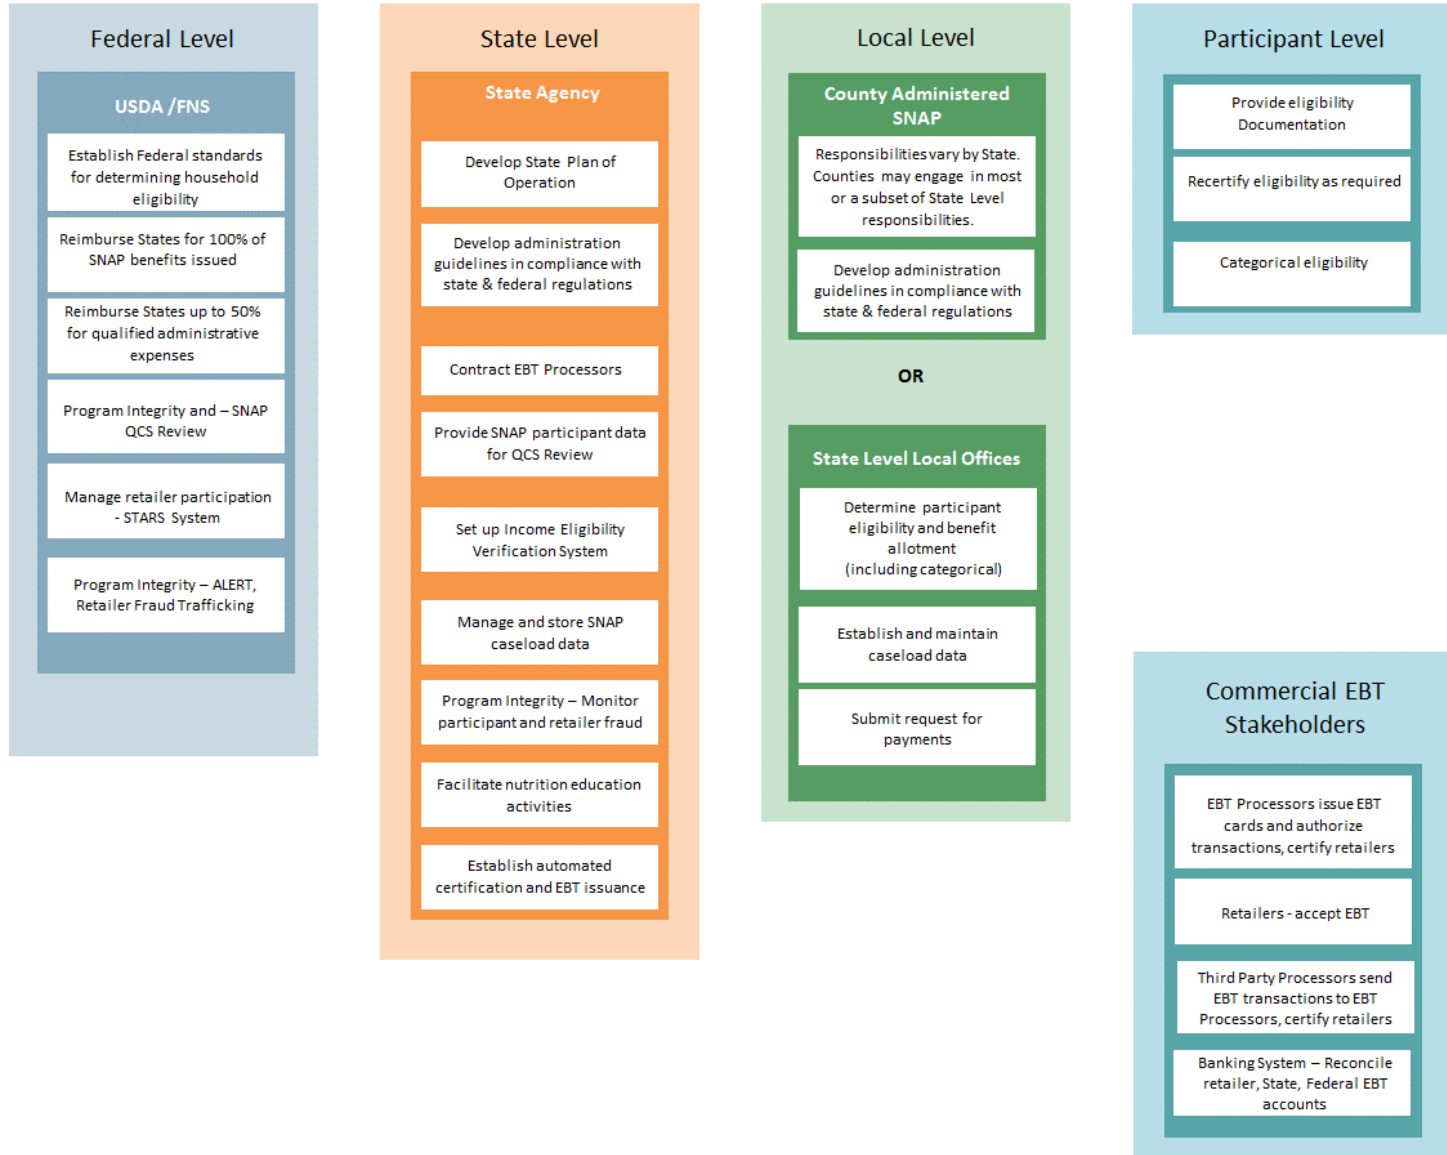 Federal Level
USDA /FNS
Establish Federal standards
for determining household
eligibility
Reimburse States for 100% of
SNAP benefits issued
Reimburse States up to 50%
for qualified administrative
expenses
Program Integrity and – SNAP
QCS Review
Manage retailer participation
- STARS System
Program Integrity – ALERT,
Retailer Fraud Trafficking
State Level
State Agency
Develop State Plan of
Operation
Develop administration
guidelines in compliance with
state & federal regulations
Contract EBT Processors
Provide SNAP participant data
for QCS Review
Set up Income Eligibility
Verification System
Manage and store SNAP
caseload data
Program Integrity – Monitor
participant and retailer fraud
Facilitate nutrition education
activities
Establish automated
certification and EBT issuance
Local Level
County Administered
SNAP
Responsibilities vary by State.
Counties may engage in most
or a subset of State Level
responsibilities.
Develop administration
guidelines in compliance with
state & federal regulations
OR
State Level Local Offices
Determine participant
eligibility and benefit
allotment
(including categorical)
Establish and maintain
caseload data
Submit request for
payments
Participant Level
Provide eligibility
Documentation
Recertify eligibility as required
Categorical eligibility
Commercial EBT
Stakeholders
EBT Processors issue EBT
cards and authorize
transactions, certify retailers
Retailers - accept EBT
Third Party Processors send
EBT transactions to EBT
Processors, certify retailers
Banking System – Reconcile
retailer, State, Federal EBT
accounts